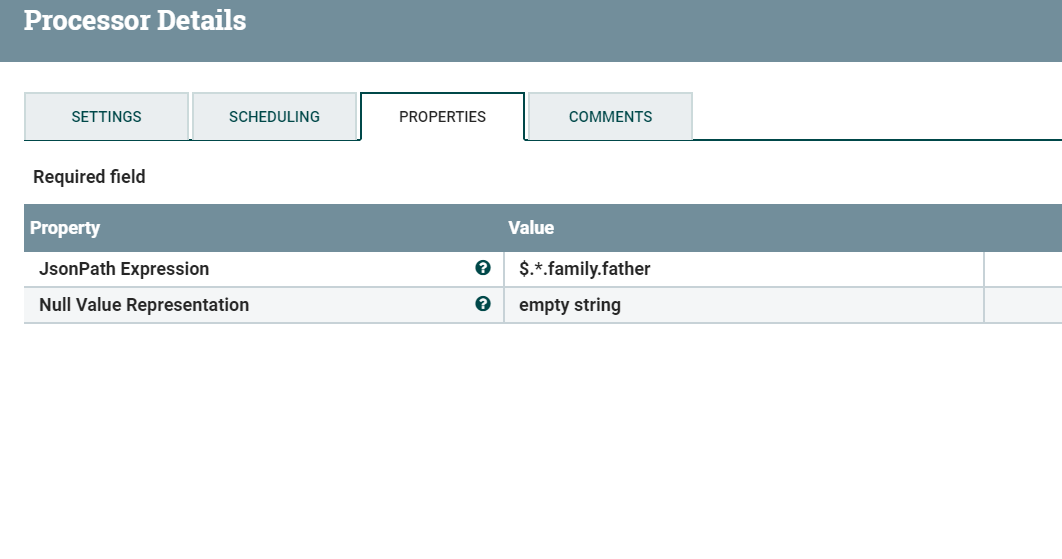 Processor Details
SETTINGS SCHEDULING PROPERTIES COMMENTS
Required field
Property Value
JsonPath Expression $.*.family.father
Null Value Representation empty string